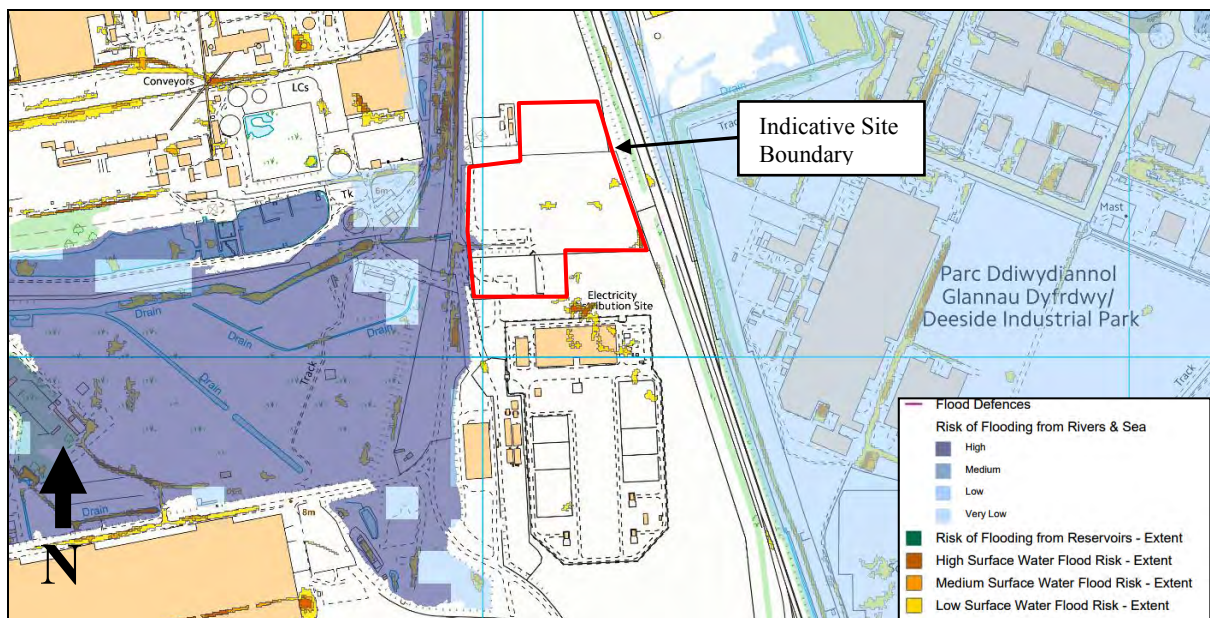 Conveyors
LCs
Drain
Track
Indicative Site
Boundary
6m
Tk
Mast
Parc Ddiwydiannol
Glannau Dyfrdwy/
Deeside Industrial Park
Electricity
Distribution Site
Drain
Drain
Drain
Drain
Track
Track
Drain
8m
N
Flood Defences
Risk of Flooding from Rivers & Sea
High
Medium
Low
Very Low
Risk of Flooding from Reservoirs - Extent
High Surface Water Flood Risk - Extent
Medium Surface Water Flood Risk - Extent
Low Surface Water Flood Risk - Extent